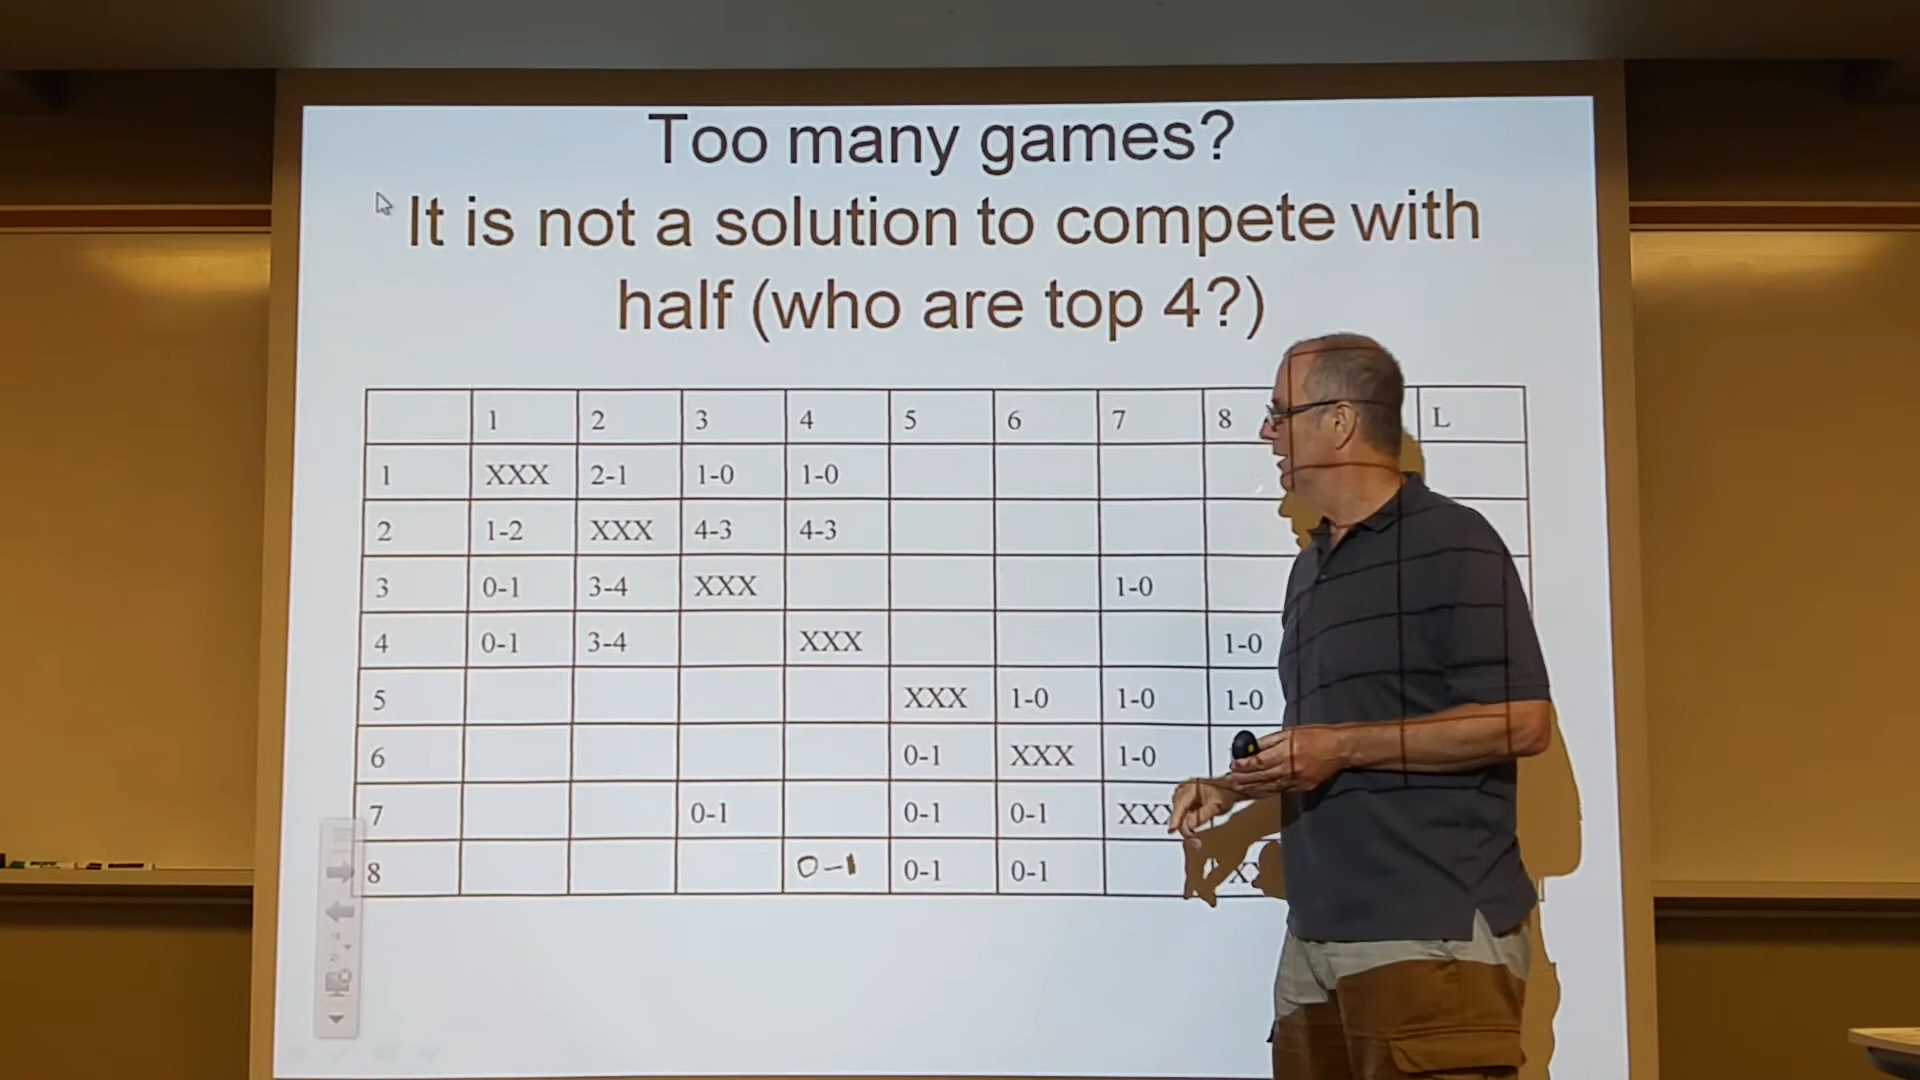 Too many games?
It is not a solution to compete with
half (who are top 4?)
1 2 3 4 5 6 7 8 L
1 XXX 2-1 1-0 1-0
2 1-2 XXX 4-3 4-3
3 0-1 3-4 XXX 1-0
4 0-1 3-4 XXX 1-0
5 XXX 1-0 1-0 1-0
6 0-1 XXX 1-0
7 0-1 0-1 0-1 XXX
8 0-1 0-1 0-1